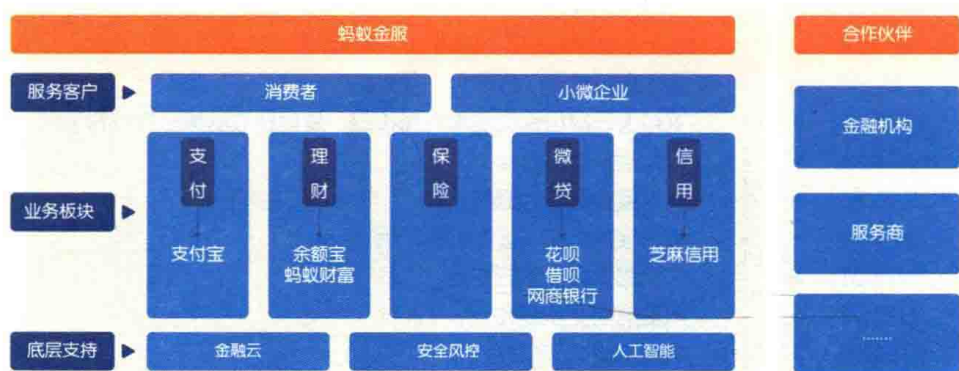 蚂蚁金服
合作伙伴
服务客户
消费者
小微企业
金融机构
业务板块
支付
支付宝
理财
余额宝
蚂蚁财富
保险
微贷
花呗
借呗
网商银行
信用
芝麻信用
服务商
底层支持
金融云
安全风控
人工智能
……